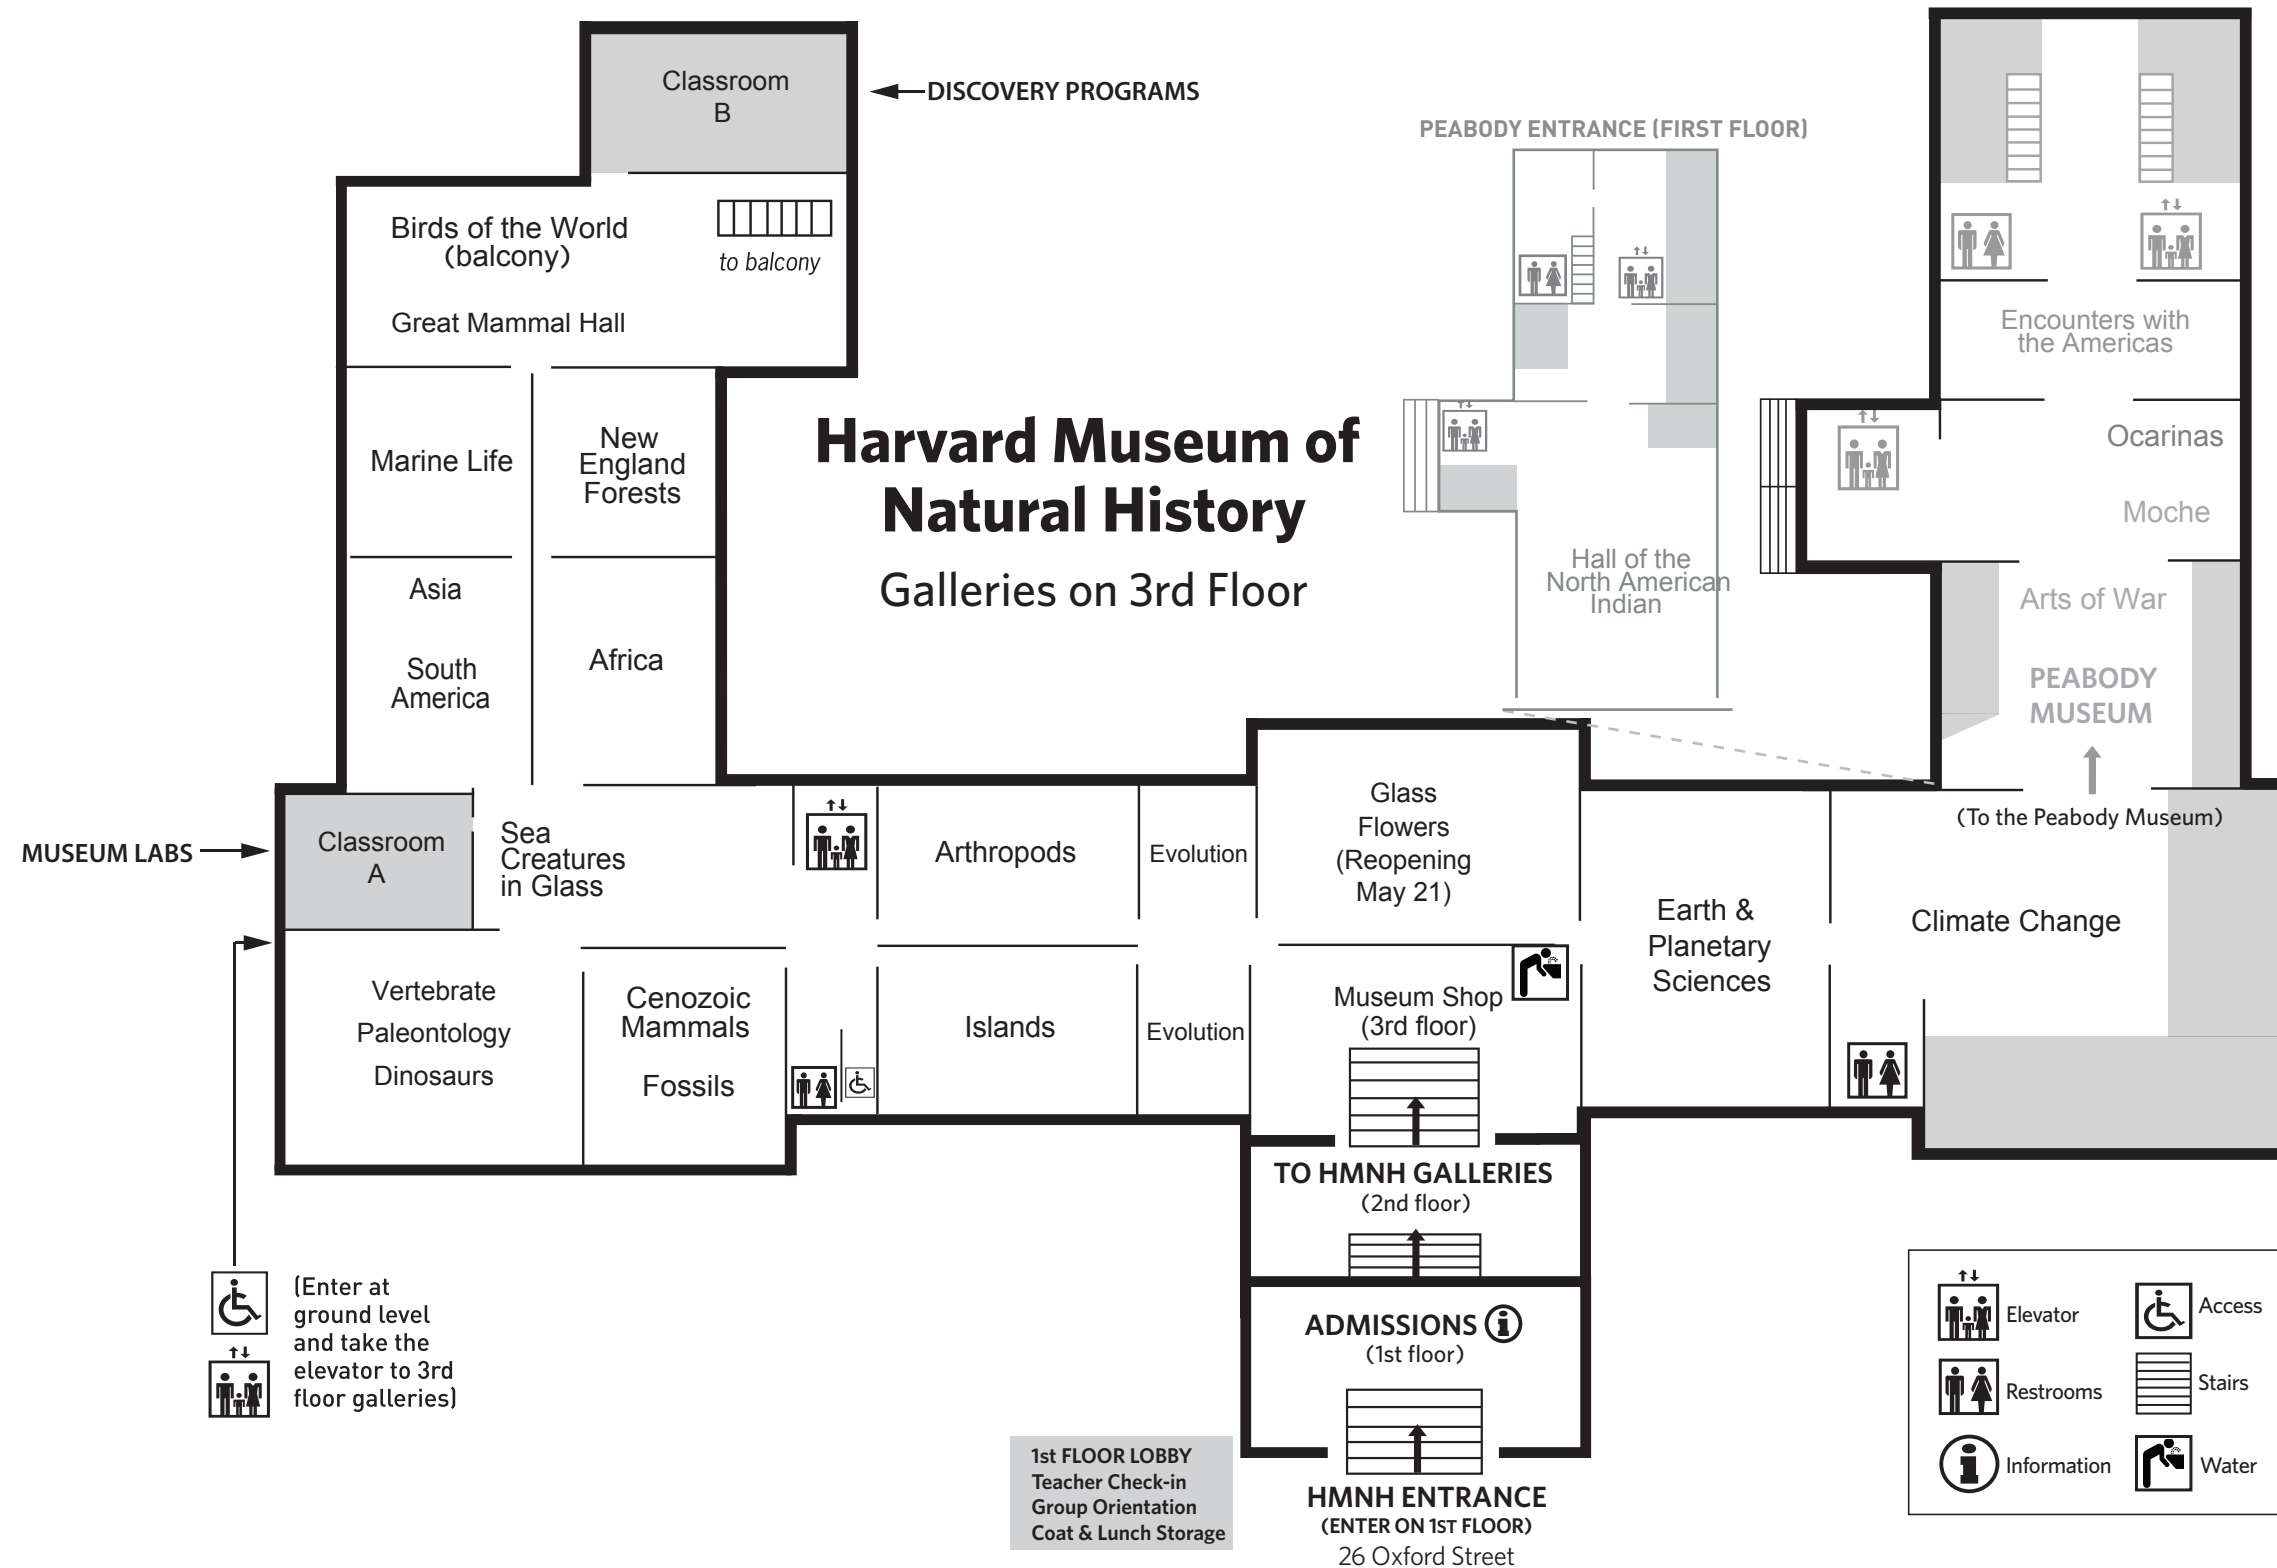 Classroom
B
DISCOVERY PROGRAMS
PEABODY ENTRANCE (FIRST FLOOR)
Birds of the World
(balcony)
to balcony
Great Mammal Hall
Encounters with
the Americas
Marine Life
New
England
Forests
Harvard Museum of
Natural History
Galleries on 3rd Floor
Ocarinas
Moche
Hall of the
North American
Indian
Arts of War
PEABODY
MUSEUM
(To the Peabody Museum)
Asia
South
America
Africa
MUSEUM LABS
Classroom
A
Sea
Creatures
in Glass
Arthropods
Evolution
Glass
Flowers
(Reopening
May 21)
Earth &
Planetary
Sciences
Climate Change
Vertebrate
Paleontology
Dinosaurs
Cenozoic
Mammals
Fossils
Islands
Evolution
Museum Shop
(3rd floor)
TO HMNH GALLERIES
(2nd floor)
ADMISSIONS i
(1st floor)
(Enter at
ground level
and take the
elevator to 3rd
floor galleries)
1st FLOOR LOBBY
Teacher Check-in
Group Orientation
Coat & Lunch Storage
HMNH ENTRANCE
(ENTER ON 1ST FLOOR)
26 Oxford Street
Elevator
Access
Restrooms
Stairs
i Information
Water